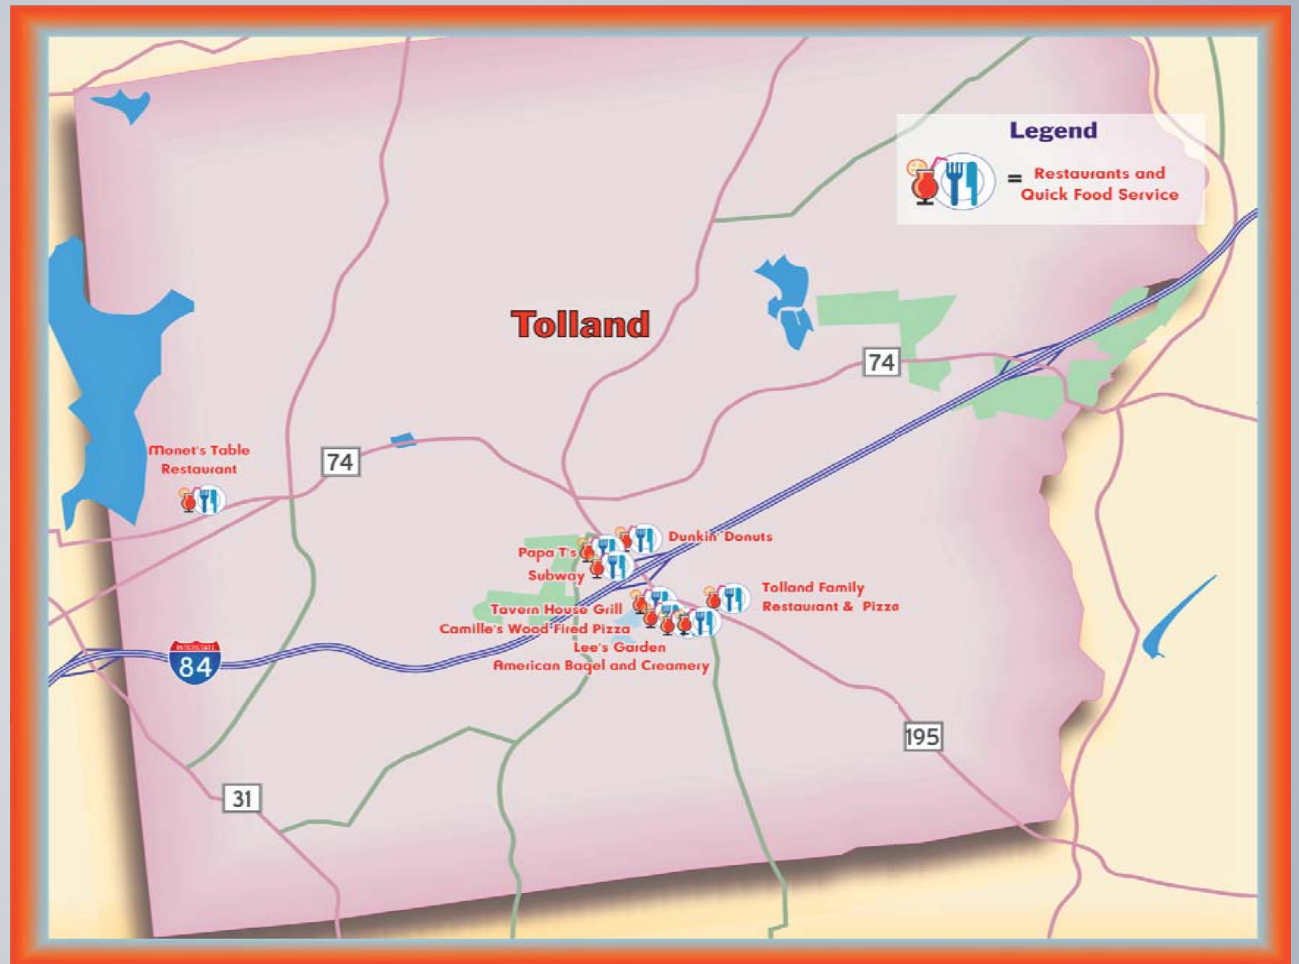 Legend
= Restaurants and
Quick Food Service
Tolland
74
Monet's Table
Restaurant
74
Dunkin' Donuts
Papa T's
Subway
Tolland Family
Restaurant & Pizza
Tavern House Grill
Camille's Wood Fired Pizza
Lee's Garden
American Bagel and Creamery
INTERSTATE
84
195
31